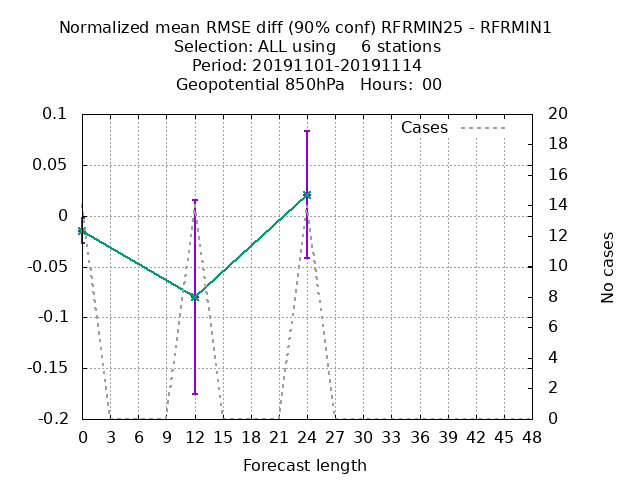 Normalized mean RMSE diff (90% conf) RFRMIN25 - RFRMIN1
Selection: ALL using     6 stations
Period: 20191101-20191114
Geopotential 850hPa   Hours:  00
0.1
0.05
0
-0.05
-0.1
-0.15
-0.2
Cases
20
18
16
14
12
10
8
6
4
2
0
No cases
0 3 6 9 12 15 18 21 24 27 30 33 36 39 42 45 48
Forecast length